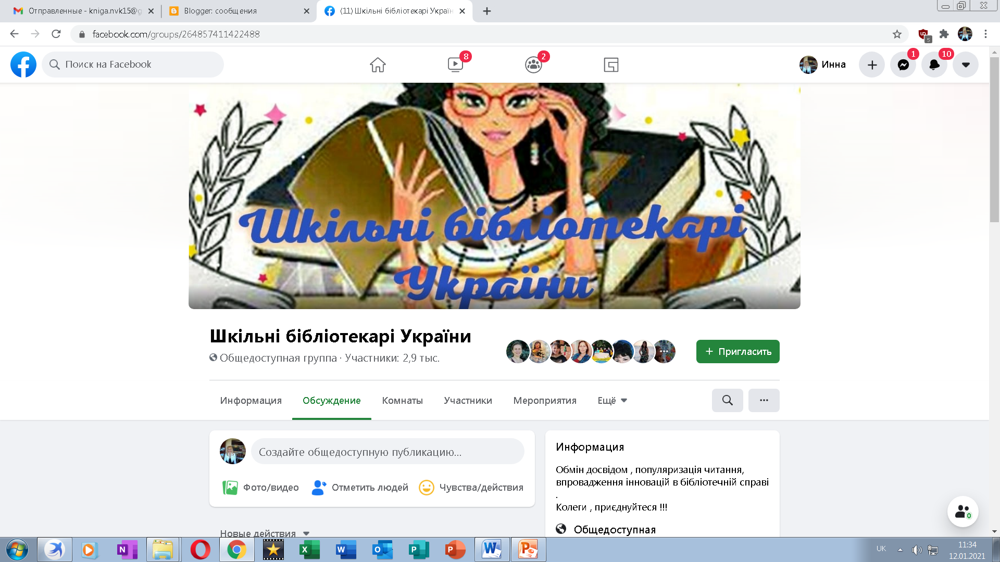 Отправленные - kniga.nvk15@g
Blogger: сообщения
(11) Шкільні бібліотекарі Україн
facebook.com/groups/264857411422488
5
Поиск на Facebook
8
2
Инна
1
10
Шкільні бібліотекарі
України
Шкільні бібліотекарі України
Общедоступная группа · Участники: 2,9 тыс.
+ Пригласить
Информация
Обсуждение
Комнаты
Участники
Мероприятия
Ещё
Создайте общедоступную публикацию...
Фото/видео
Отметить людей
Чувства/действия
Новые действия
Информация
Обмін досвідом , популяризація читання,
впровадження інновацій в бібліотечній справі
.
Колеги , приєднуйтеся !!!
Общедоступная
0
UK
11:34
12.01.2021